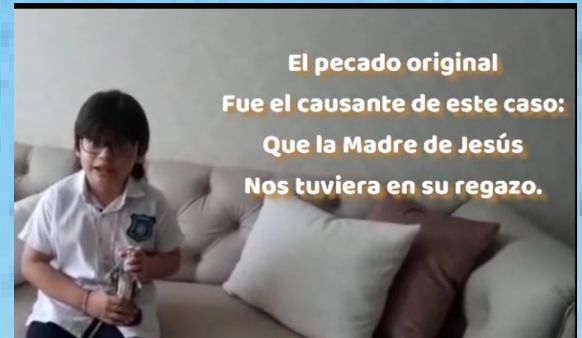 El pecado original
Fue el causante de este caso:
Que la Madre de Jesús
Nos tuviera en su regazo.